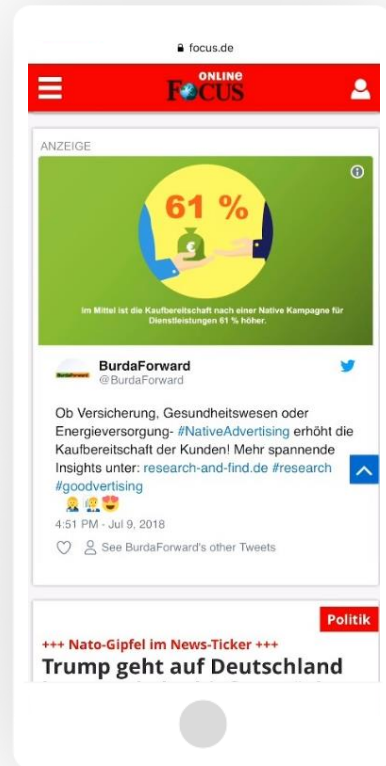 focus.de
ONLINE
FOCUS
ANZEIGE
61 %
€
Im Mittel ist die Kaufbereitschaft nach einer Native Kampagne für
Dienstleistungen 61 % höher.
BurdaForward
BurdaForward
@BurdaForward
Ob Versicherung, Gesundheitswesen oder
Energieversorgung- #NativeAdvertising erhöht die
Kaufbereitschaft der Kunden! Mehr spannende
Insights unter: research-and-find.de #research
#goodvertising
4:51 PM - Jul 9, 2018
See BurdaForward's other Tweets
Politik
+++ Nato-Gipfel im News-Ticker +++
Trump geht auf Deutschland